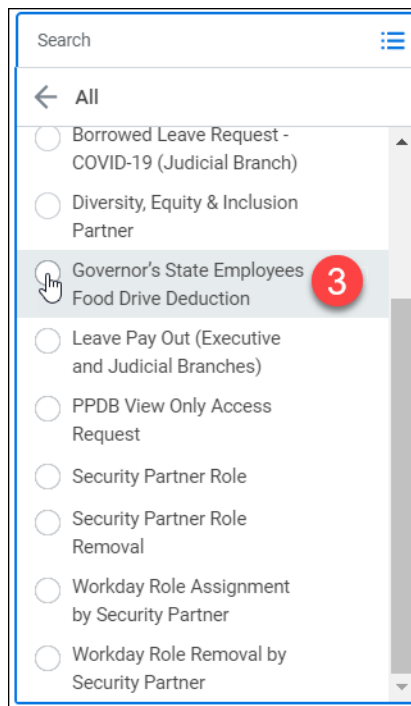 Search
All
Borrowed Leave Request -
COVID-19 (Judicial Branch)
Diversity, Equity & Inclusion
Partner
Governor's State Employees
Food Drive Deduction
3
Leave Pay Out (Executive
and Judicial Branches)
PPDB View Only Access
Request
Security Partner Role
Security Partner Role
Removal
Workday Role Assignment
by Security Partner
Workday Role Removal by
Security Partner